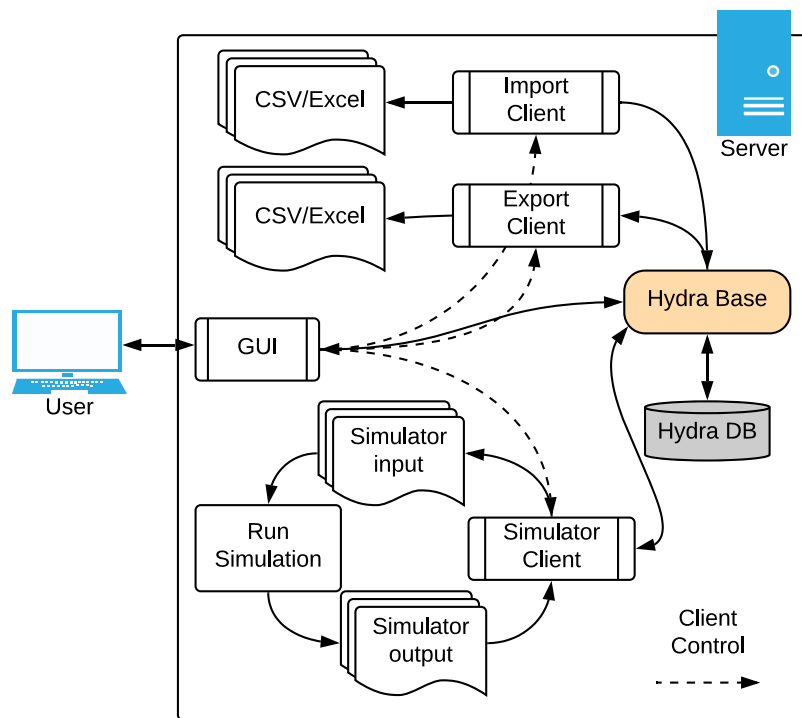 CSV/Excel
Import
Client
Server
CSV/Excel
Export
Client
Hydra Base
GUI
User
Hydra DB
Simulator
input
Run
Simulation
Simulator
Client
Simulator
output
Client
Control